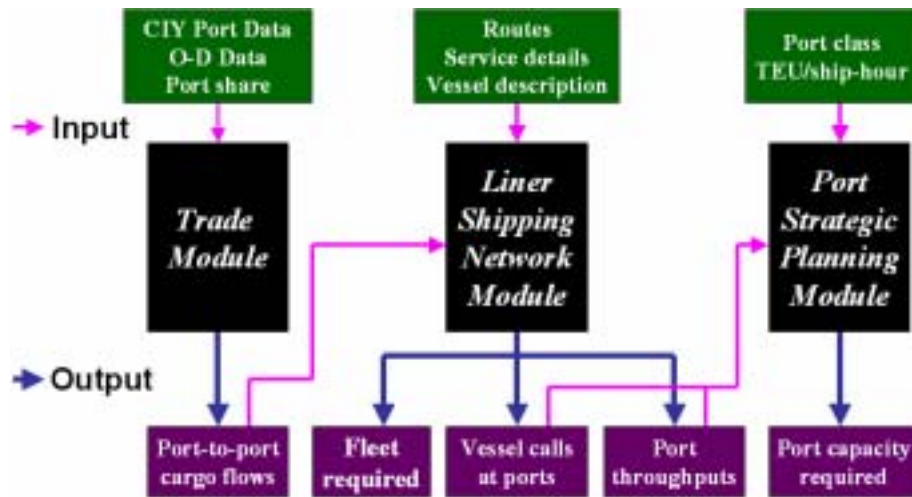 CIY Port Data
O-D Data
Port share
Routes
Service details
Vessel description
Port class
TEU/ship-hour
Input
Trade
Module
Liner
Shipping
Network
Module
Port
Strategic
Planning
Module
Output
Port-to-port
cargo flows
Fleet
required
Vessel calls
at ports
Port
throughputs
Port capacity
required